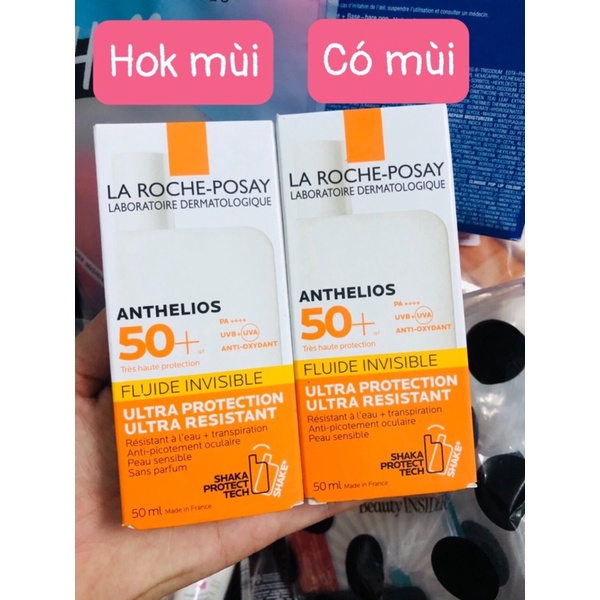 Hok mùi
Có mùi
LA ROCHE-POSAY
LABORATOIRE DERMATOLOGIQUE
ANTHELIOS
50+
PA ++++
UVB + UVA
ANTI-OXYDANT
Très haute protection
FLUIDE INVISIBLE
ULTRA PROTECTION
ULTRA RESISTANT
Résistant à l'eau + transpiration
Anti-picotement oculaire
Peau sensible
Sans parfum
SHAKA
PROTECT
TECH
SHAKE
50 ml Made in France
LA ROCHE-POSAY
LABORATOIRE DERMATOLOGIQUE
ANTHELIOS
50+
PA ++++
UVB + UVA
ANTI-OXYDANT
Très haute protection
FLUIDE INVISIBLE
ULTRA PROTECTION
ULTRA RESISTANT
Résistant à l'eau + transpiration
Anti-picotement oculaire
Peau sensible
SHAKA
PROTECT
TECH
SHAKE
50 ml Made in France
Beauty